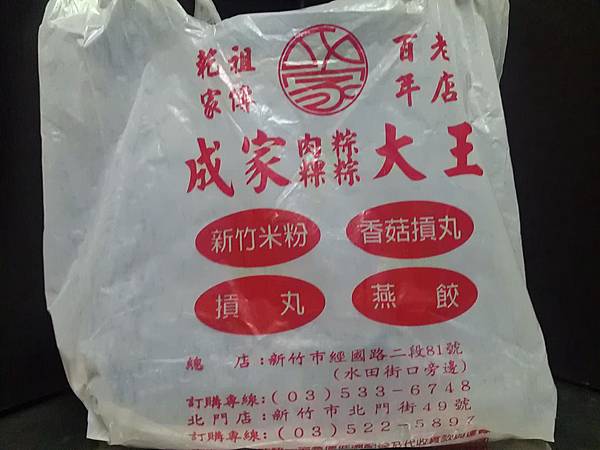 祖傳 乾家
成家
百年老店
成家肉粽粿粽大王
新竹米粉 香菇摃丸
摃丸 燕餃
總店:新竹市經國路二段81號
(水田街口旁邊)
訂購專線:(03)533-6748
北門店:新竹市北門街49號
訂購專線:(03)522-5897